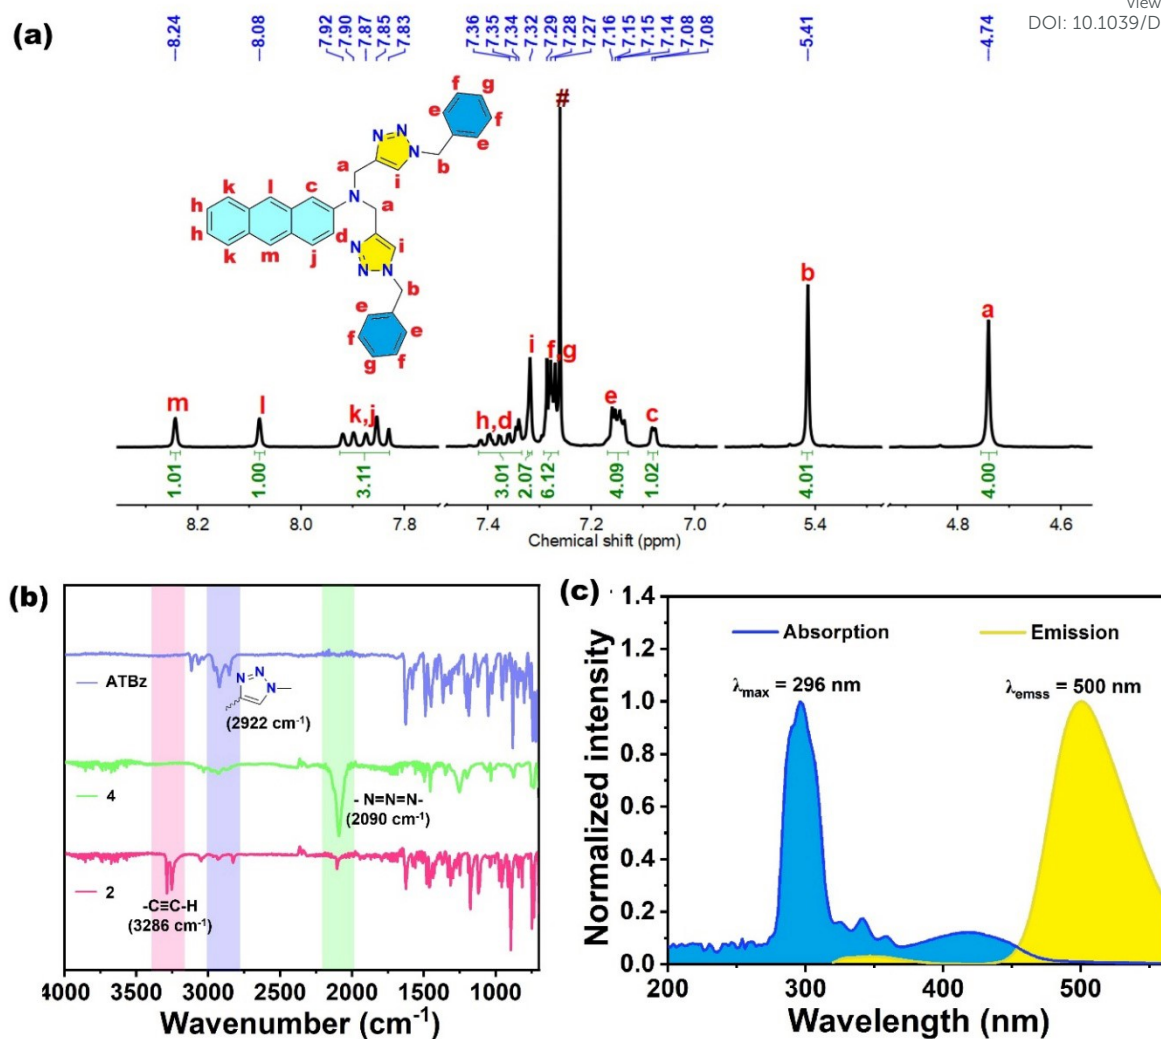 View
DOI: 10.1039/D
(a)
8.24
8.08
7.92
7.90
7.87
7.85
7.83
7.36
7.35
7.34
7.32
7.29
7.28
7.27
7.16
7.15
7.15
7.14
7.08
7.08
5.41
4.74
#
f g
e f
N=N e
N
a i b
k l c N
h a
h d N i
k m j N N
b
e
f e
g f
m l k,j h,d i f,g e c b a
1.01 1.00 3.11 3.01 2.07 6.12 4.09 1.02 4.01 4.00
8.2 8.0 7.8 7.4 7.2 7.0 5.4 4.8 4.6
Chemical shift (ppm)
(b)
ATBz
N N N
(2922 cm-1)
4
- N=N=N-
(2090 cm-1)
2
-C≡C-H
(3286 cm-1)
4000 3500 3000 2500 2000 1500 1000
Wavenumber (cm-1)
(c)
Absorption Emission
λmax = 296 nm λemss = 500 nm
1.4
1.2
1.0
0.8
0.6
0.4
0.2
0.0
Normalized intensity
200 300 400 500
Wavelength (nm)